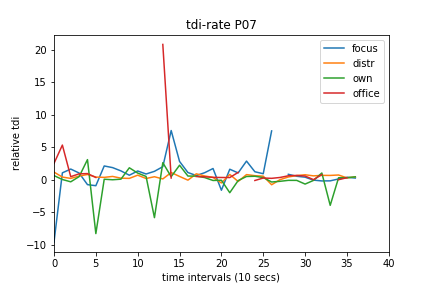 tdi-rate P07
focus
distr
own
office
relative tdi
20
15
10
5
0
−5
−10
0 5 10 15 20 25 30 35 40
time intervals (10 secs)